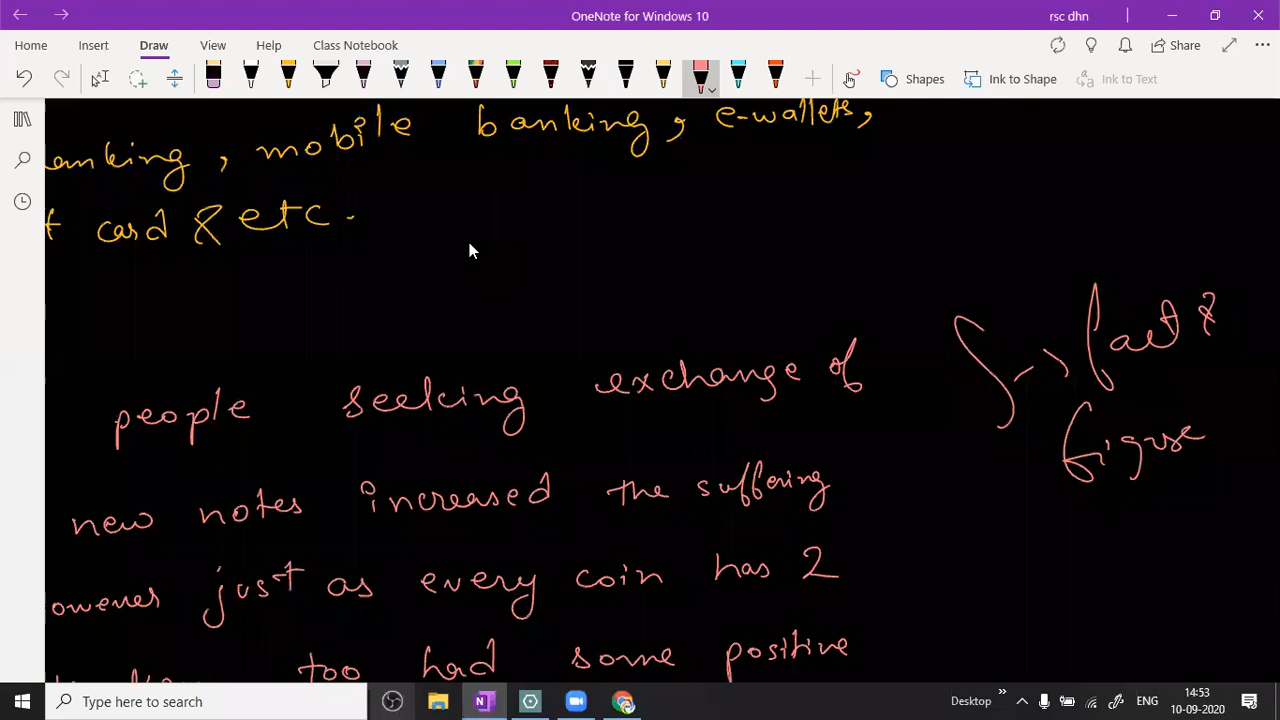 OneNote for Windows 10
rsc dhn
Home Insert Draw View Help Class Notebook
Share
Shapes Ink to Shape Ink to Text
anking, mobile banking, e-wallets,
t card & etc.
people seeking exchange of
fact &
figure
new notes increased the suffering
owever just as every coin has 2
too had some positive
Type here to search
Desktop
ENG
14:53
10-09-2020